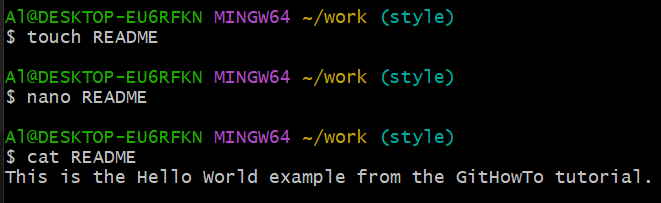 Al@DESKTOP-EU6RFKN MINGW64 ~/work (style)
$ touch README
Al@DESKTOP-EU6RFKN MINGW64 ~/work (style)
$ nano README
Al@DESKTOP-EU6RFKN MINGW64 ~/work (style)
$ cat README
This is the Hello World example from the GitHowTo tutorial.